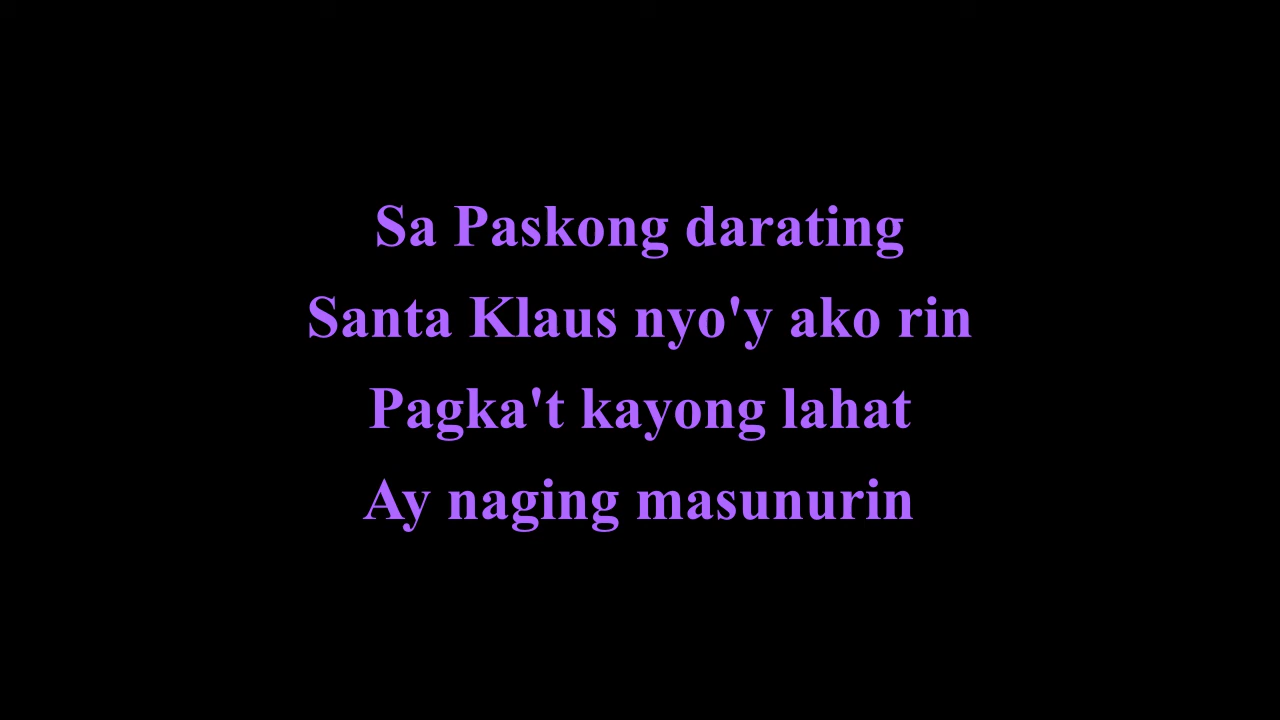 Sa Paskong darating
Santa Klaus nyo'y ako rin
Pagka't kayong lahat
Ay naging masunurin